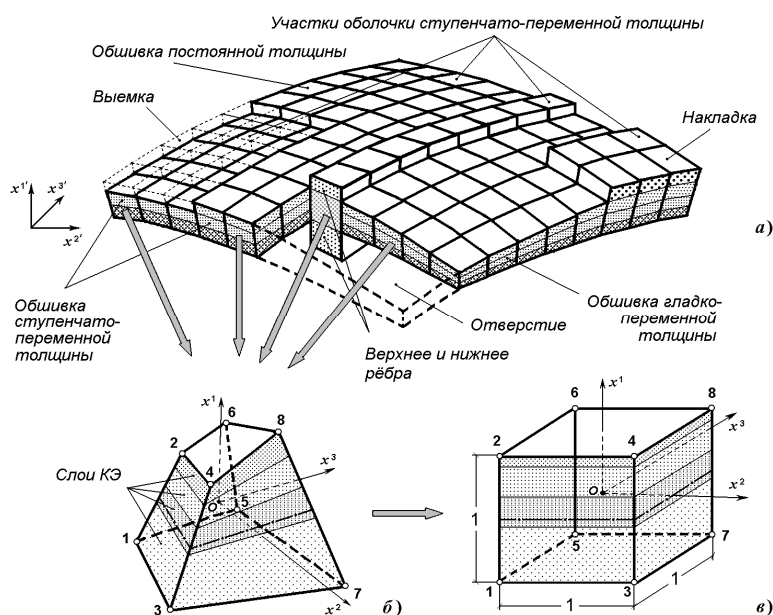 Участки оболочки ступенчато-переменной толщины
Обшивка постоянной толщины
Выемка
Накладка
x1' x3'
x2'
а)
Обшивка
ступенчато-
переменной
толщины
Отверстие
Обшивка гладко-
переменной
толщины
Верхнее и нижнее
рёбра
x1
6
8
2
4
x3
Слои КЭ
O
5
1
3
7
x2
б)
x1
6
8
2
4
x3
x2
O
1
5
7
1
3
1
1
в)